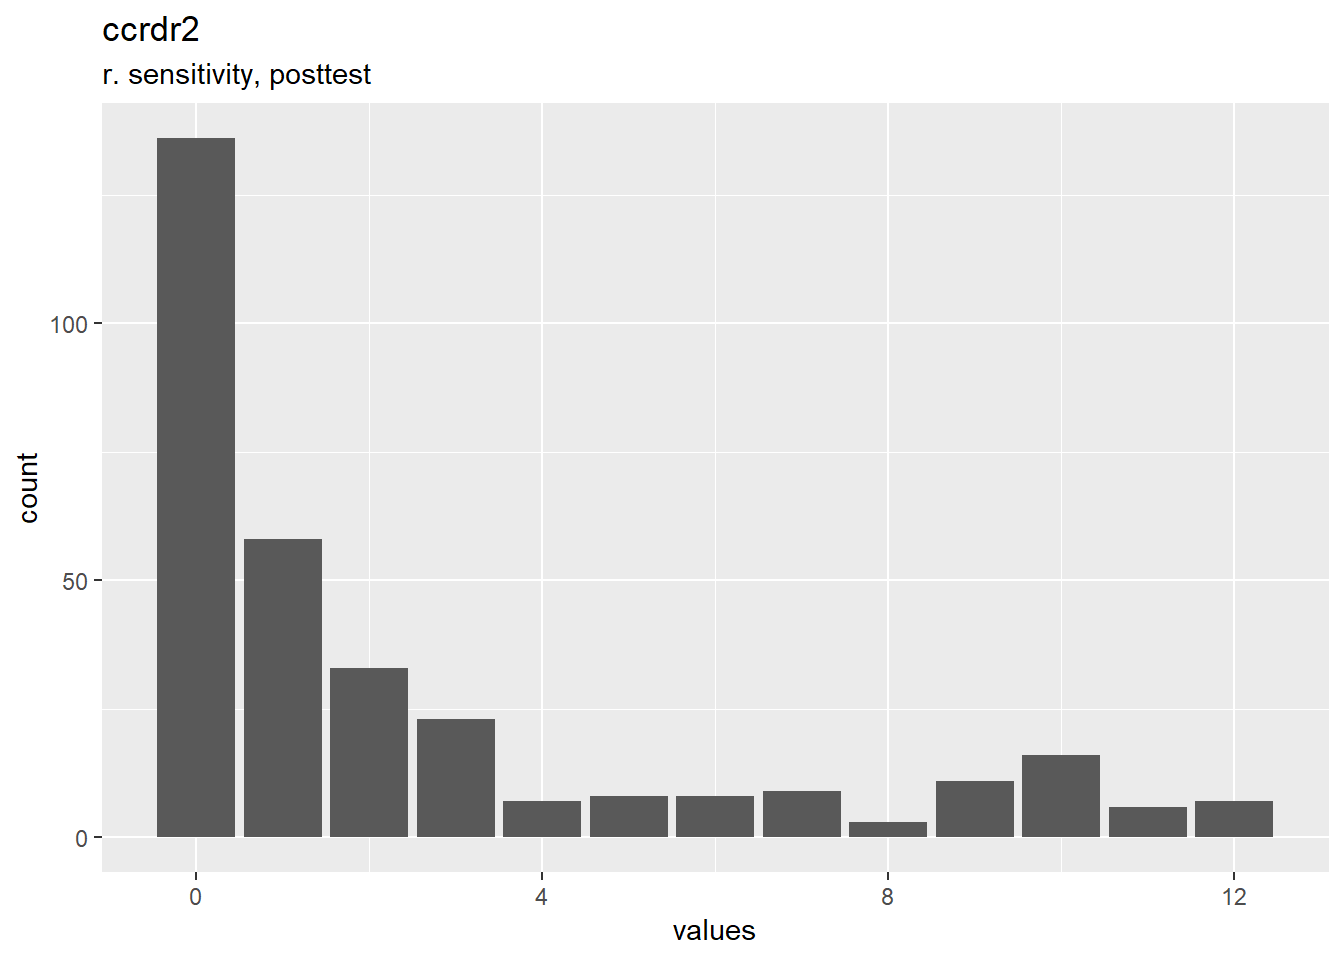 ccrdr2
r. sensitivity, posttest
count
100
50
0
0 4 8 12
values